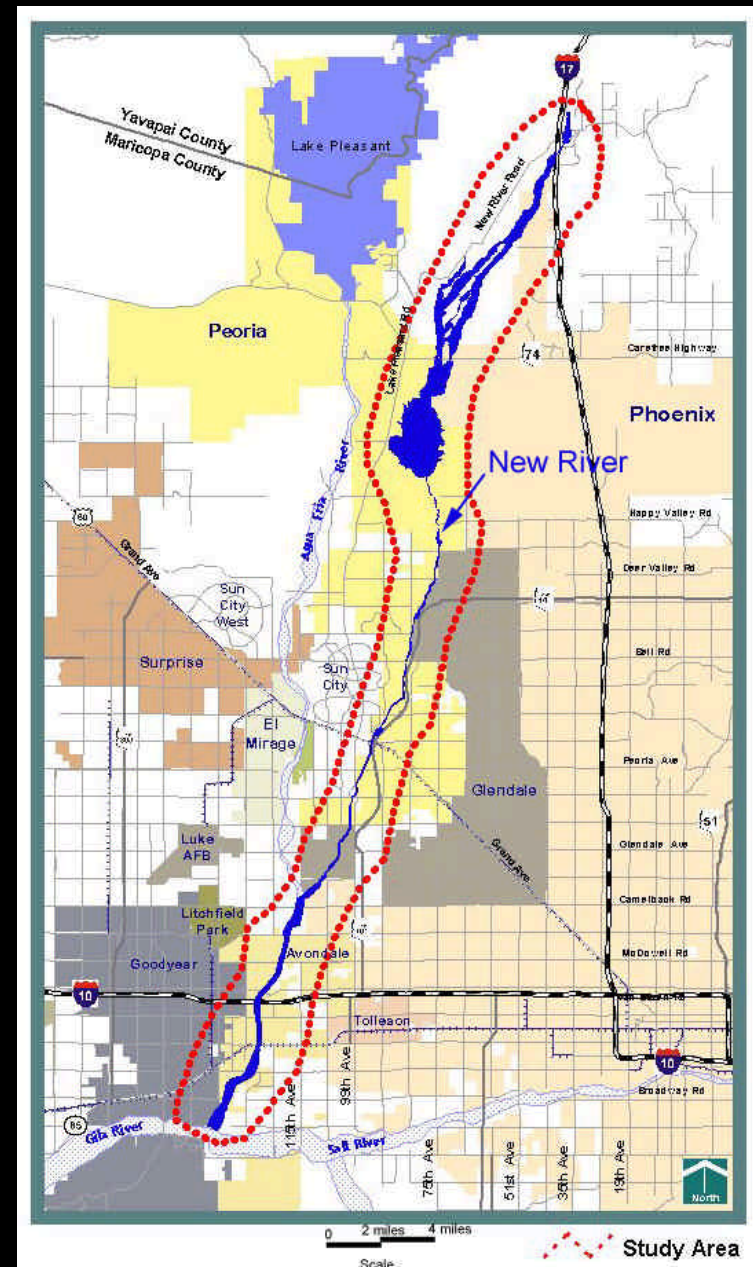 17
Yavapai County
Maricopa County
Lake Pleasant
New River Road
Peoria
Lake Pleasant Rd
74
Carefree Highway
Phoenix
New River
Agua Fria River
60
Grand Ave
Happy Valley Rd
Deer Valley Rd
Sun
City
West
Bell Rd
Surprise
Sun
City
El
Mirage
Peoria Ave
Glendale
51
Luke
AFB
Grand Ave
Glendale Ave
Litchfield
Park
Camelback Rd
Goodyear
Avondale
McDowell Rd
10
Tolleson
10
Broadway Rd
85
Gila River
Salt River
115th Ave
99th Ave
75th Ave
51st Ave
35th Ave
19th Ave
North
0 2 miles 4 miles
Scale
Study Area